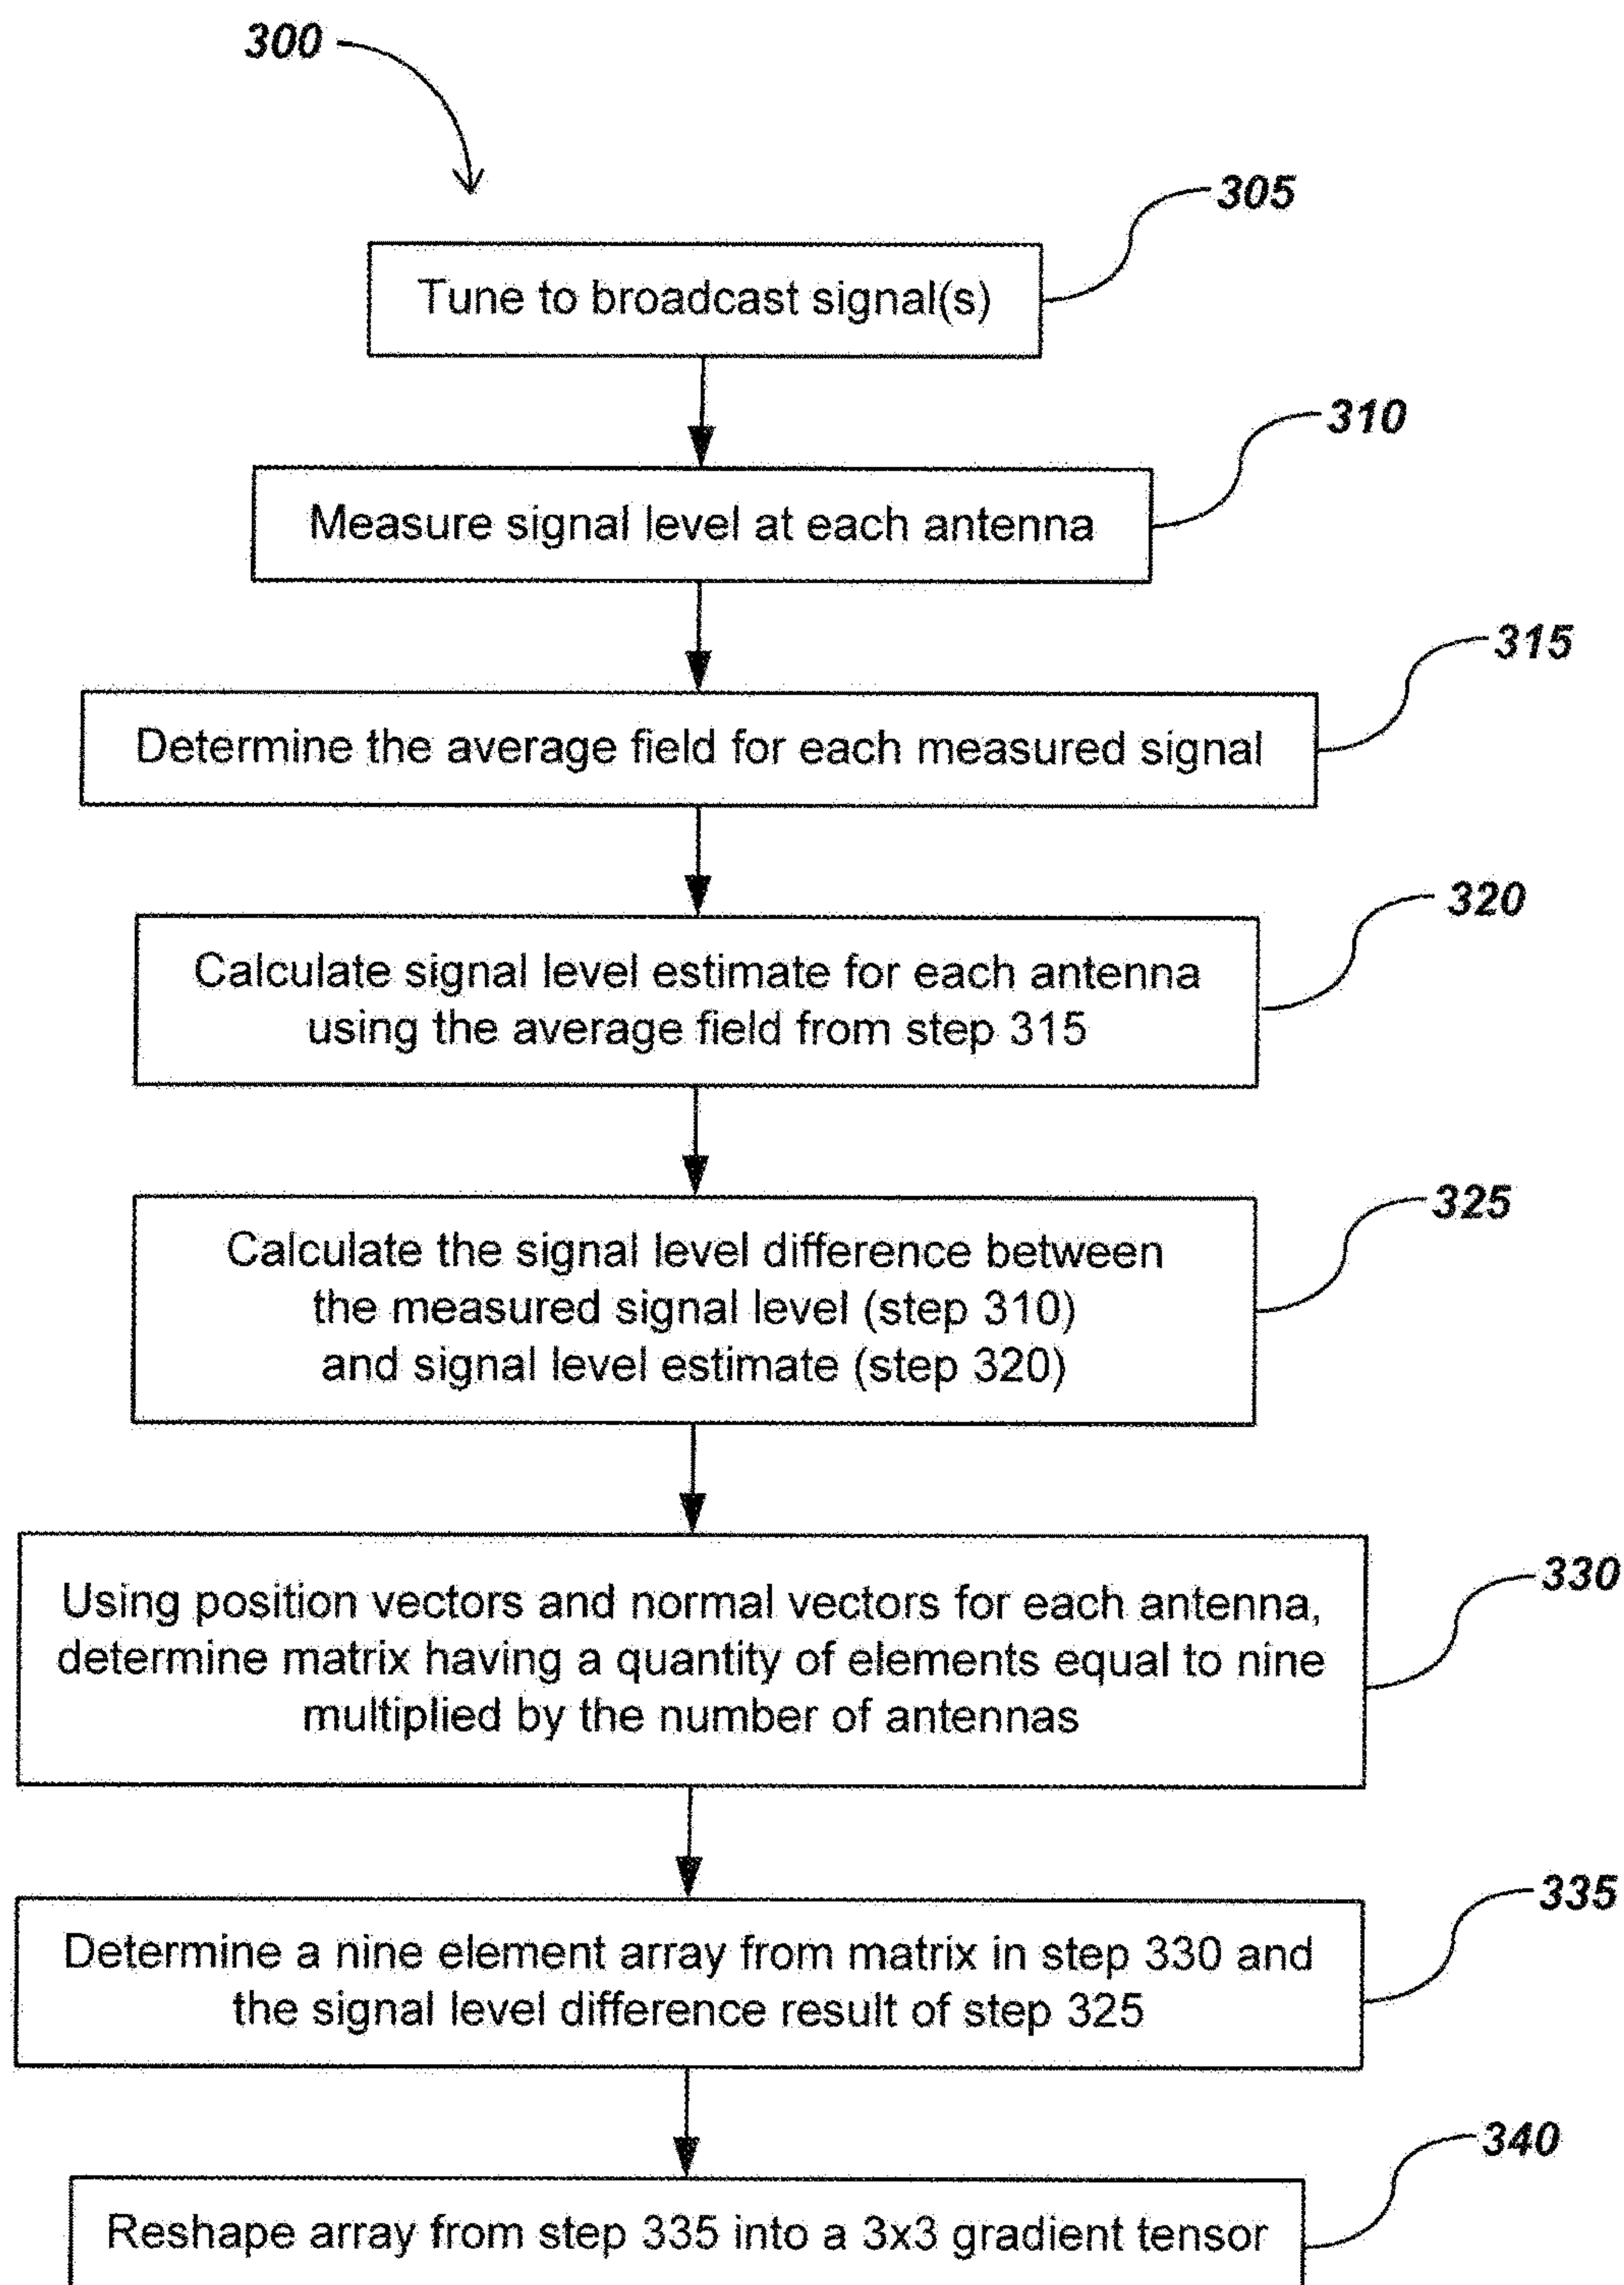 300
305
Tune to broadcast signal(s)
310
Measure signal level at each antenna
315
Determine the average field for each measured signal
320
Calculate signal level estimate for each antenna
using the average field from step 315
325
Calculate the signal level difference between
the measured signal level (step 310)
and signal level estimate (step 320)
330
Using position vectors and normal vectors for each antenna,
determine matrix having a quantity of elements equal to nine
multiplied by the number of antennas
335
Determine a nine element array from matrix in step 330 and
the signal level difference result of step 325
340
Reshape array from step 335 into a 3x3 gradient tensor